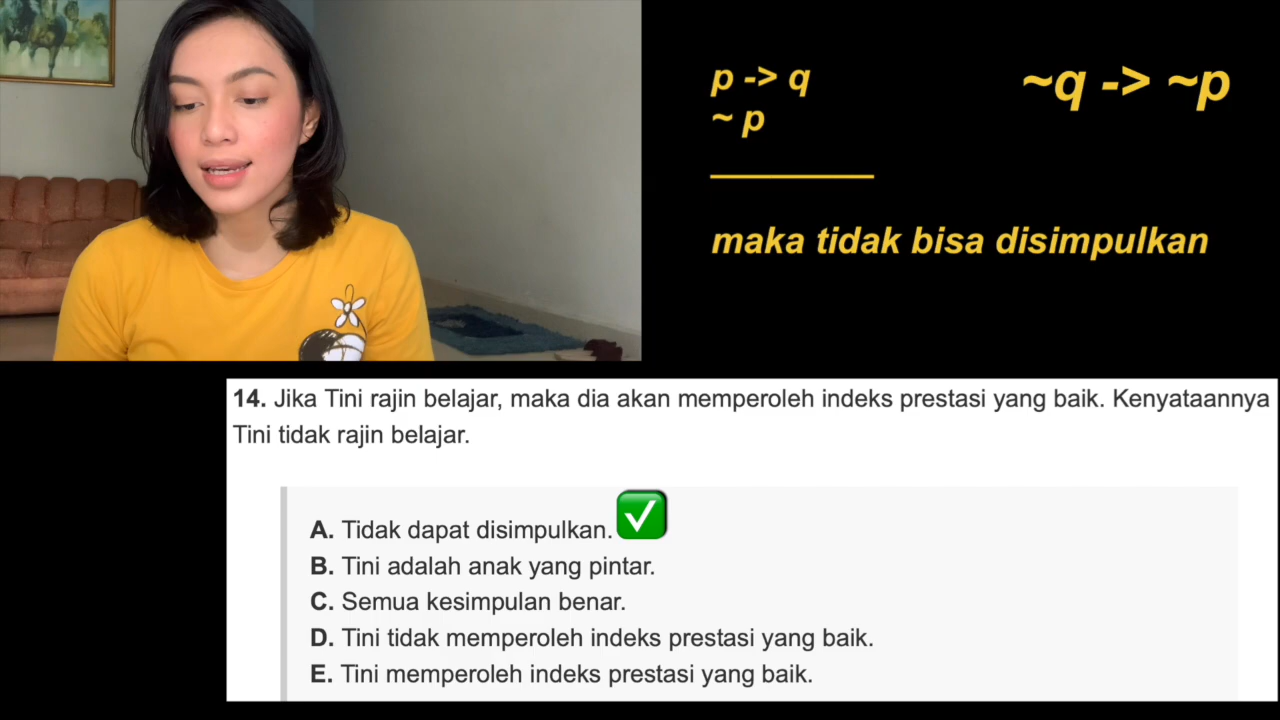 p -> q
~ p
~q -> ~p
maka tidak bisa disimpulkan
14. Jika Tini rajin belajar, maka dia akan memperoleh indeks prestasi yang baik. Kenyataannya
Tini tidak rajin belajar.
A. Tidak dapat disimpulkan.
B. Tini adalah anak yang pintar.
C. Semua kesimpulan benar.
D. Tini tidak memperoleh indeks prestasi yang baik.
E. Tini memperoleh indeks prestasi yang baik.